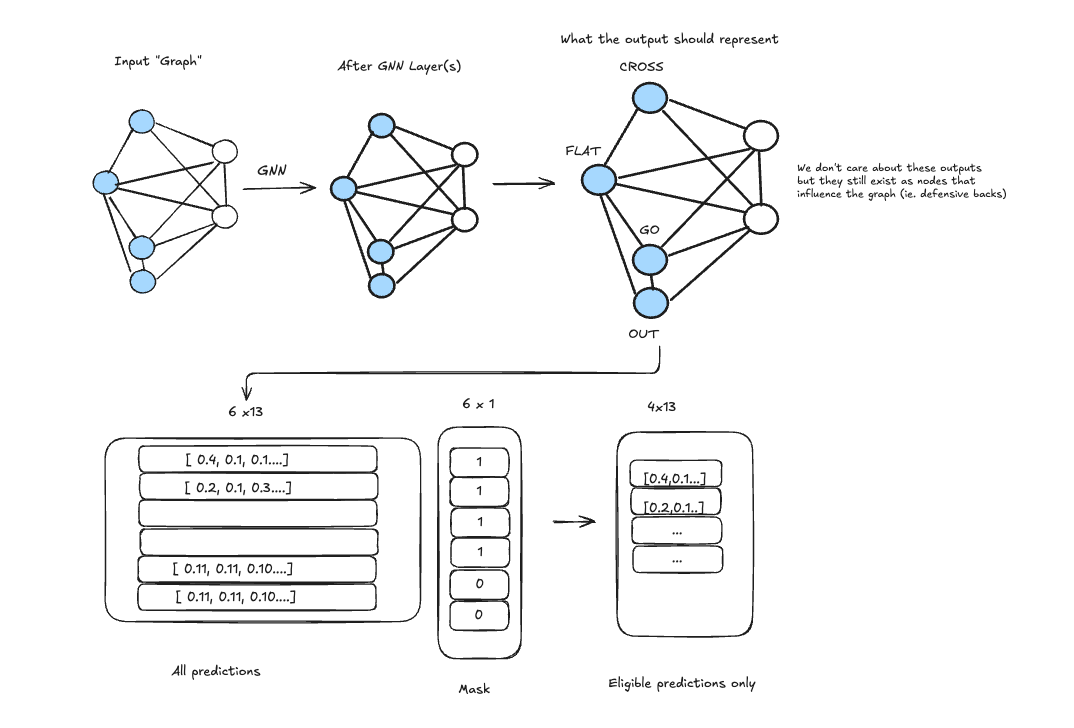 What the output should represent
Input "Graph"
After GNN Layer(s)
CROSS
FLAT
GNN
We don't care about these outputs
but they still exist as nodes that
influence the graph (ie. defensive backs)
GO
OUT
6 x13
6 x 1
4x13
[ 0.4, 0.1, 0.1....]
[ 0.2, 0.1, 0.3....]
[ 0.11, 0.11, 0.10....]
[ 0.11, 0.11, 0.10....]
1
1
1
1
0
0
[0.4,0.1...]
[0.2,0.1..]
...
...
All predictions
Mask
Eligible predictions only